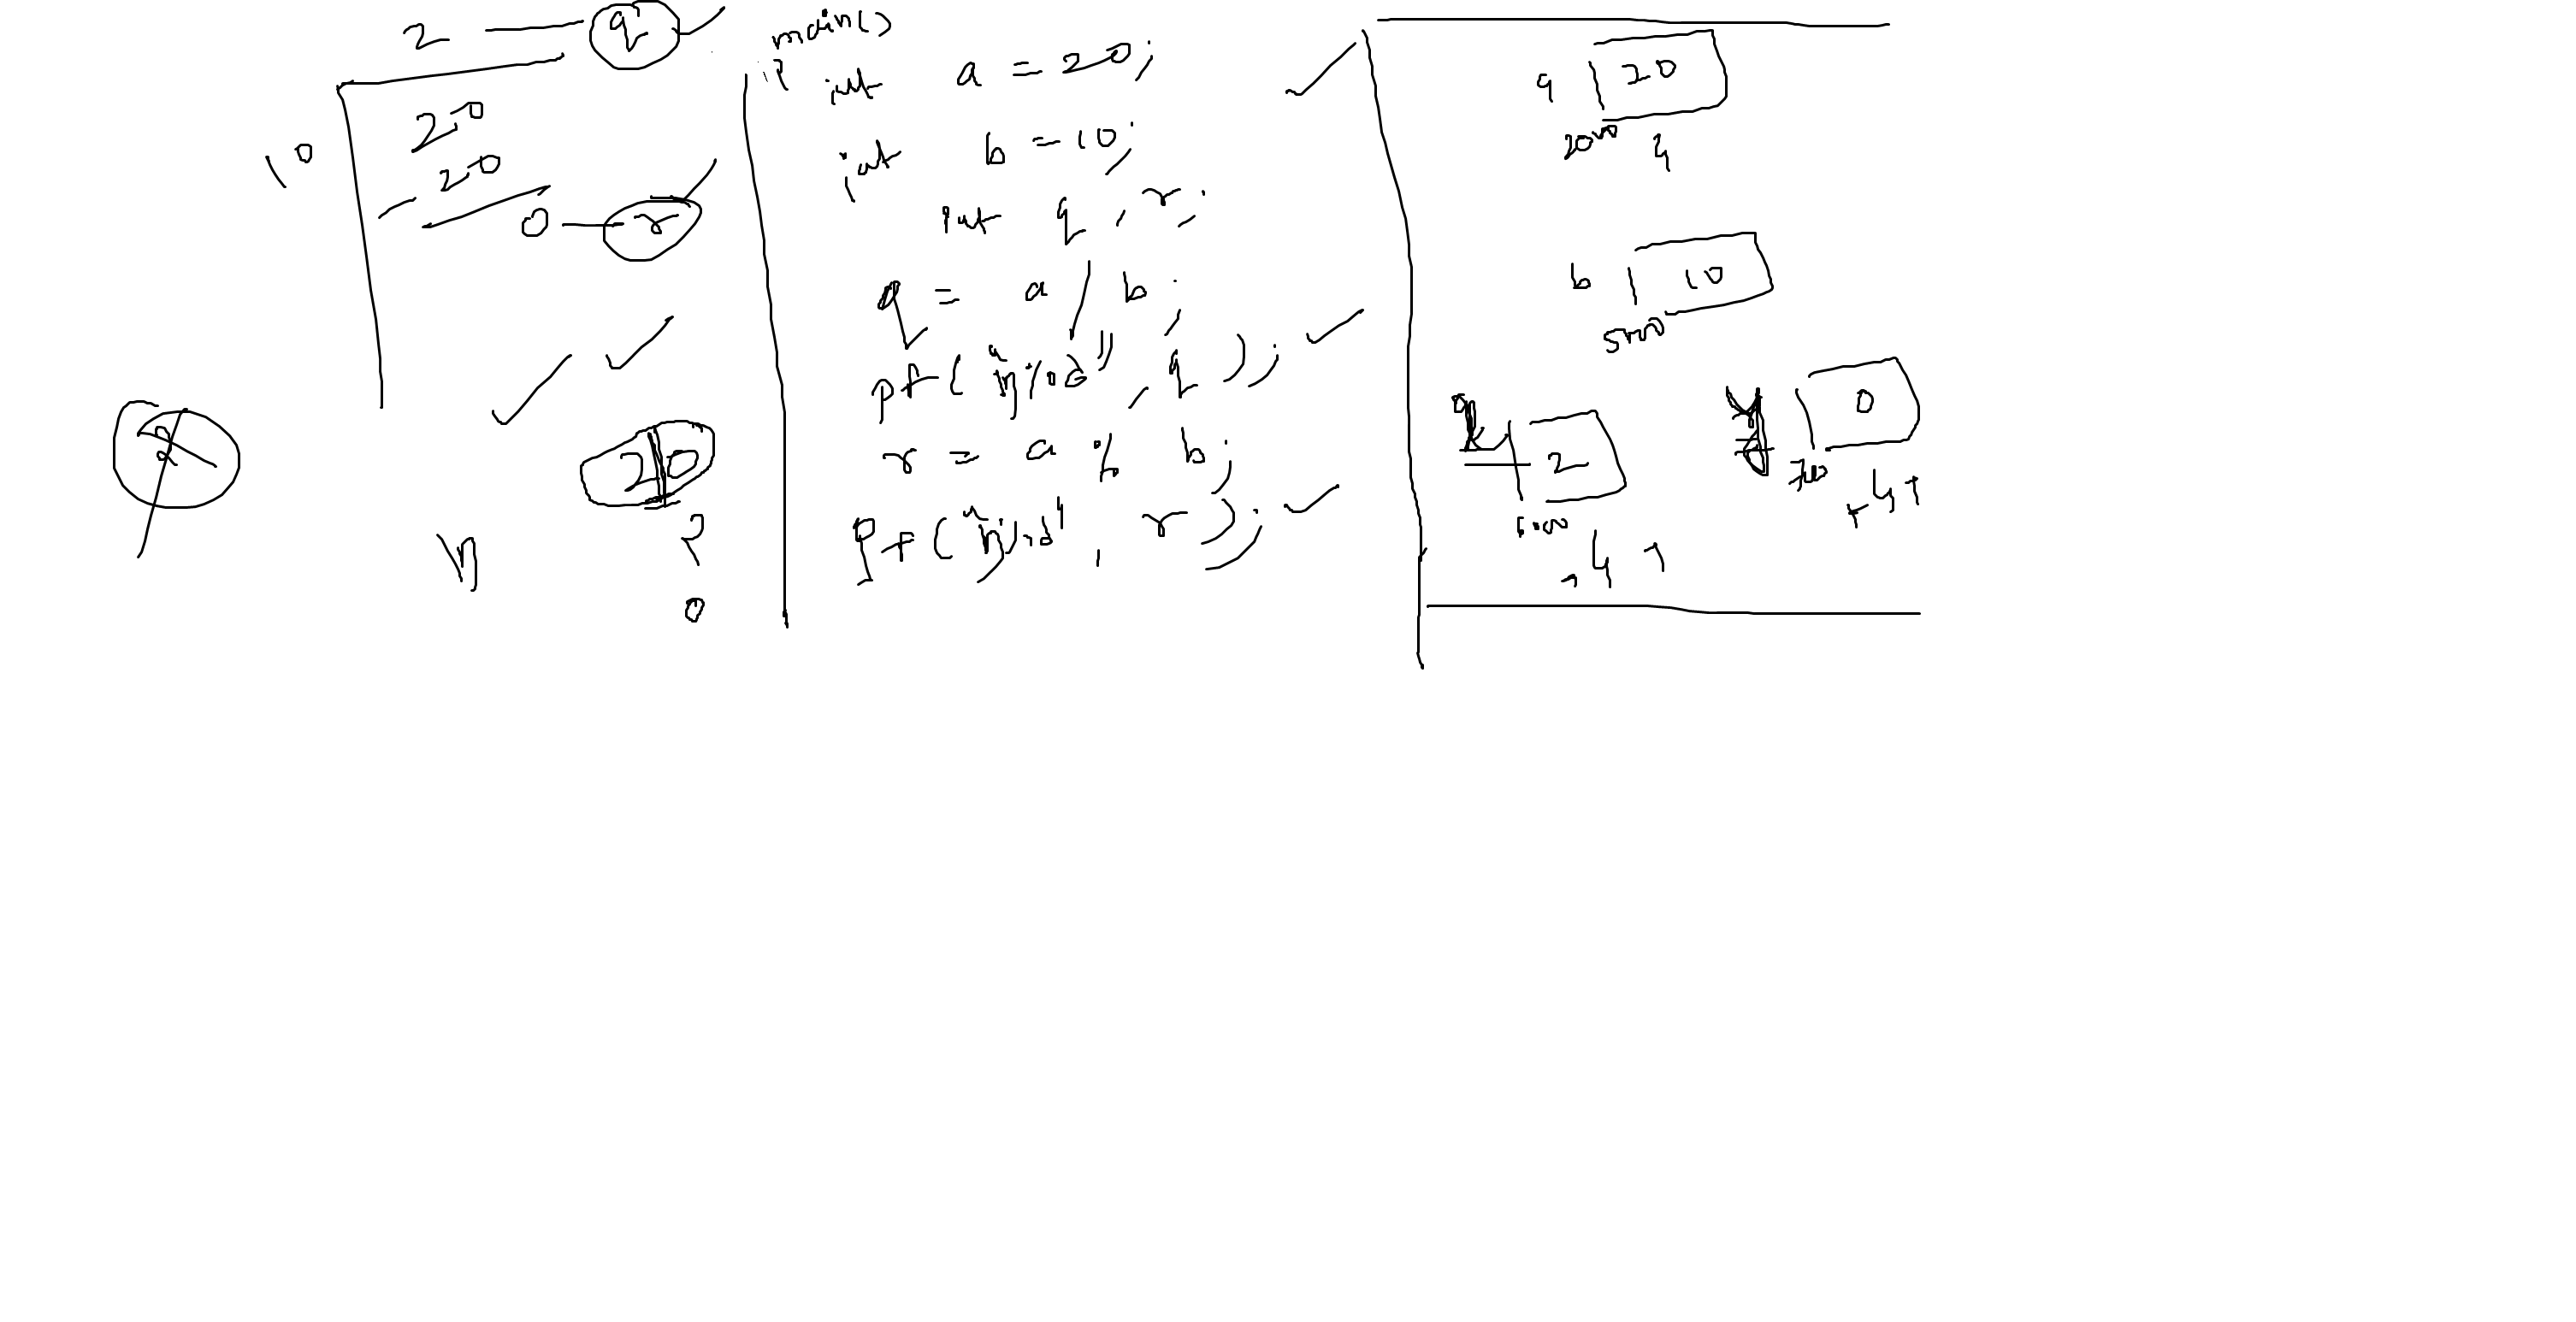 2 — q
10
20
- 20
0 — r
20
\n
2
0
main()
int a = 20;
int b = 10;
int q, r;
q = a / b;
pf("\n%d", q);
r = a % b;
pf("\n%d", r);
a 20
2000 4
b 10
5000
q 2
6000
4
0
700
4